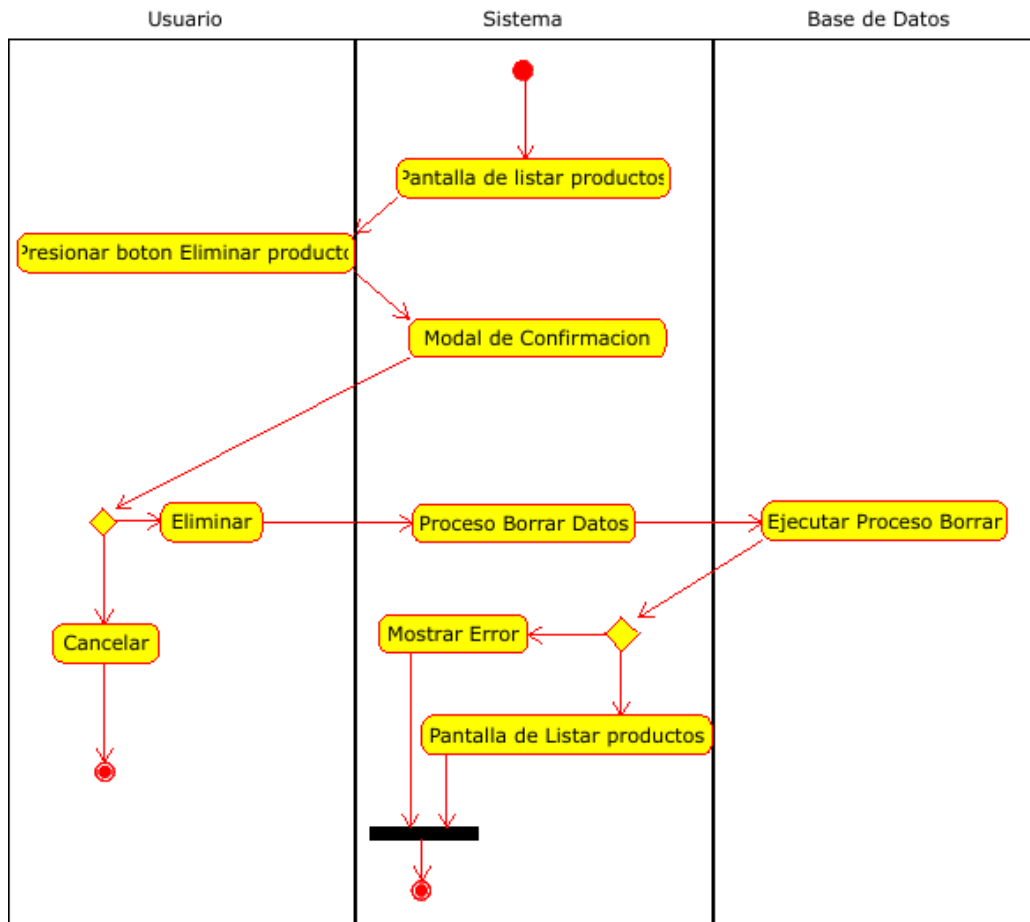 Usuario
Sistema
Base de Datos
Pantalla de listar productos
Presionar boton Eliminar producto
Modal de Confirmacion
Eliminar
Proceso Borrar Datos
Ejecutar Proceso Borrar
Mostrar Error
Cancelar
Pantalla de Listar productos